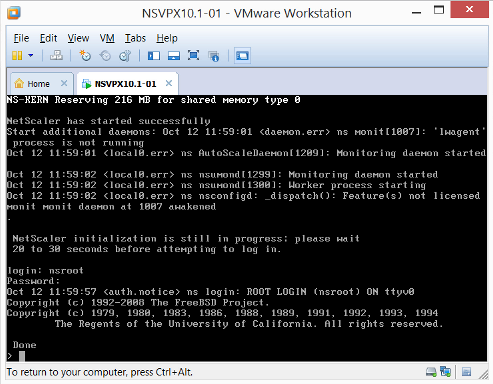 NSVPX10.1-01 - VMware Workstation
File Edit View VM Tabs Help
Home NSVPX10.1-01
NS-KERN Reserving 216 MB for shared memory type 0
NetScaler has started successfully
Start additional daemons: Oct 12 11:59:01 <daemon.err> ns monit[1007]: 'lwagent'
process is not running
Oct 12 11:59:01 <local0.err> ns AutoScaleDaemon[1209]: Monitoring daemon started
Oct 12 11:59:02 <local0.err> ns nsumond[1299]: Monitoring daemon started
Oct 12 11:59:02 <local0.err> ns nsumond[1300]: Worker process starting
Oct 12 11:59:02 <local0.err> ns nsconfigd: _dispatch(): Feature(s) not licensed
monit monit daemon at 1007 awakened
.
NetScaler initialization is still in progress: please wait
20 to 30 seconds before attempting to log in.
login: nsroot
Password:
Oct 12 11:59:57 <auth.notice> ns login: ROOT LOGIN (nsroot) ON ttyv0
Copyright (c) 1992-2008 The FreeBSD Project.
Copyright (c) 1979, 1980, 1983, 1986, 1988, 1989, 1991, 1992, 1993, 1994
The Regents of the University of California. All rights reserved.
Done
>
To return to your computer, press Ctrl+Alt.